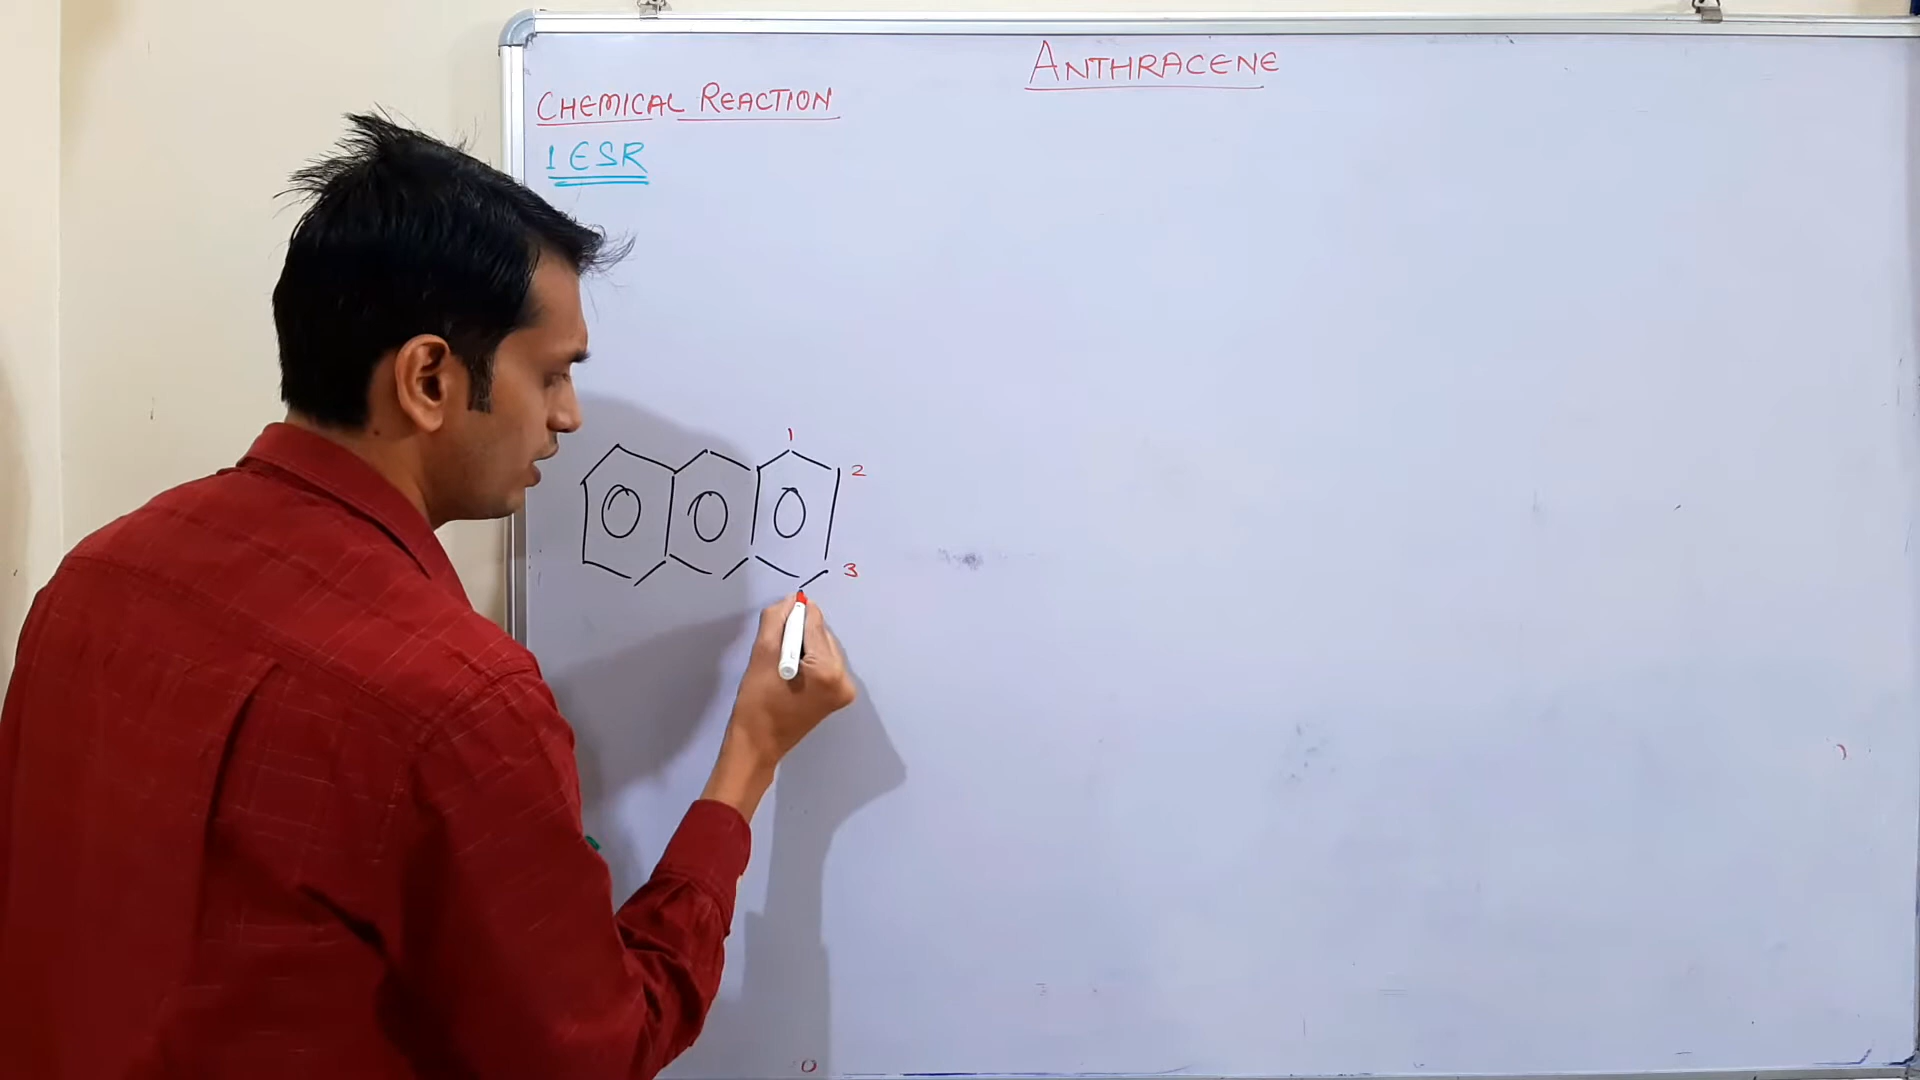 ANTHRACENE
CHEMICAL REACTION
1 ESR
1
2
3